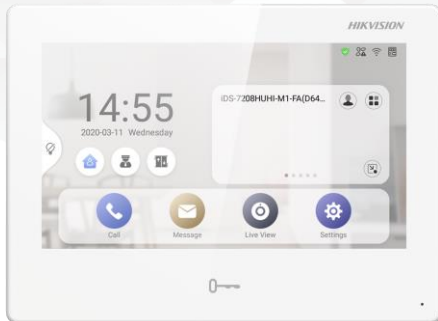 HIKVISION
14:55
2020-03-11 Wednesday
iDS-7208HUHI-M1-FA(D64...
Call
Message
Live View
Settings